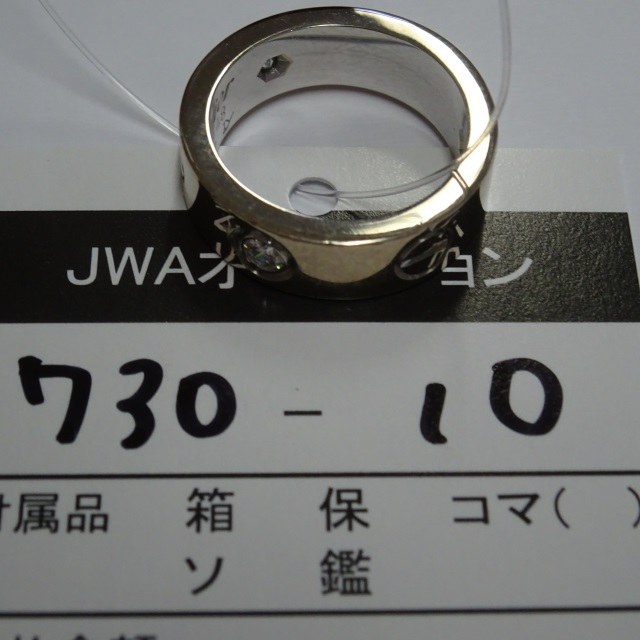 JWAオ ョン
730-10
付属品 箱 保 コマ( )
ソ 鑑